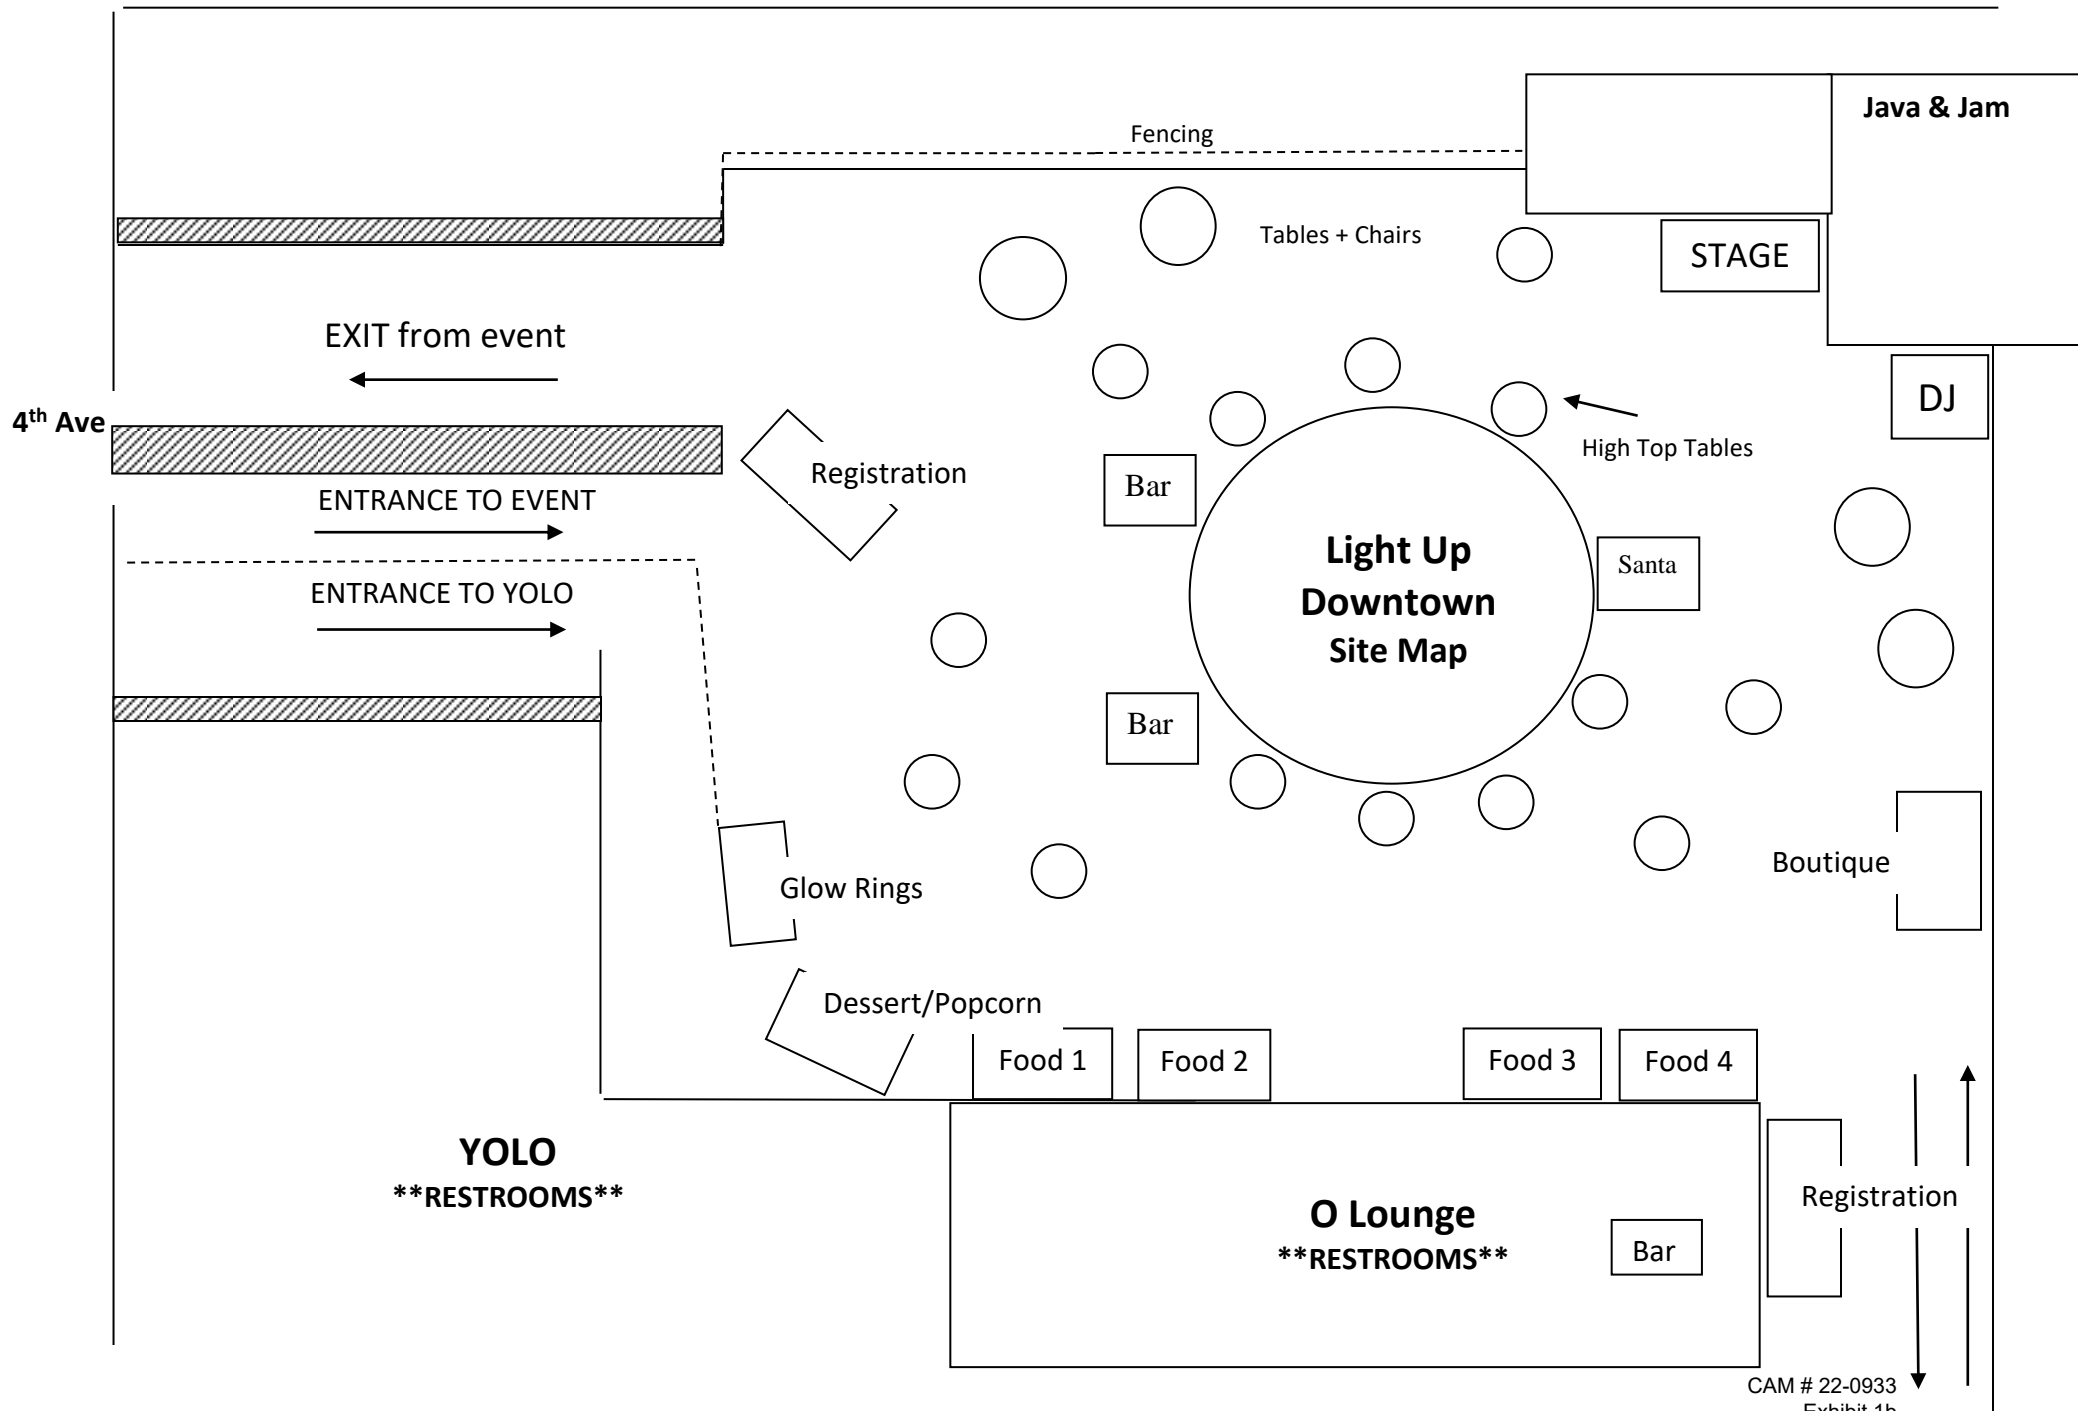 Java & Jam
Fencing
Tables + Chairs
STAGE
EXIT from event
DJ
4th Ave
High Top Tables
Registration
Bar
ENTRANCE TO EVENT
Light Up
Downtown
Site Map
Santa
ENTRANCE TO YOLO
Bar
Boutique
Glow Rings
Dessert/Popcorn
Food 1
Food 2
Food 3
Food 4
YOLO
**RESTROOMS**
O Lounge
**RESTROOMS**
Bar
Registration
CAM # 22-0933
Exhibit 1b